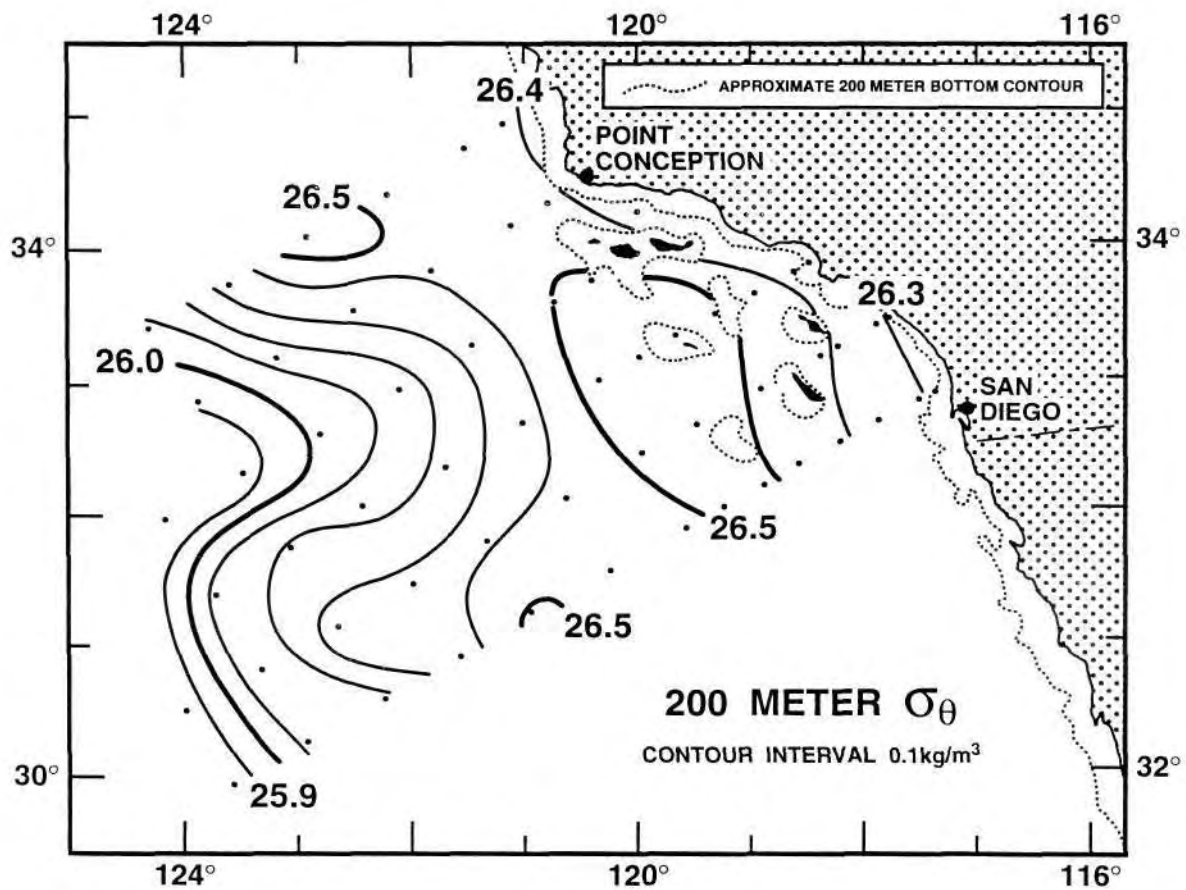 124°
120°
116°
26.4
APPROXIMATE 200 METER BOTTOM CONTOUR
POINT
CONCEPTION
26.5
34°
34°
26.3
26.0
SAN
DIEGO
26.5
26.5
200 METER σθ
CONTOUR INTERVAL 0.1kg/m³
30°
32°
25.9
124°
120°
116°